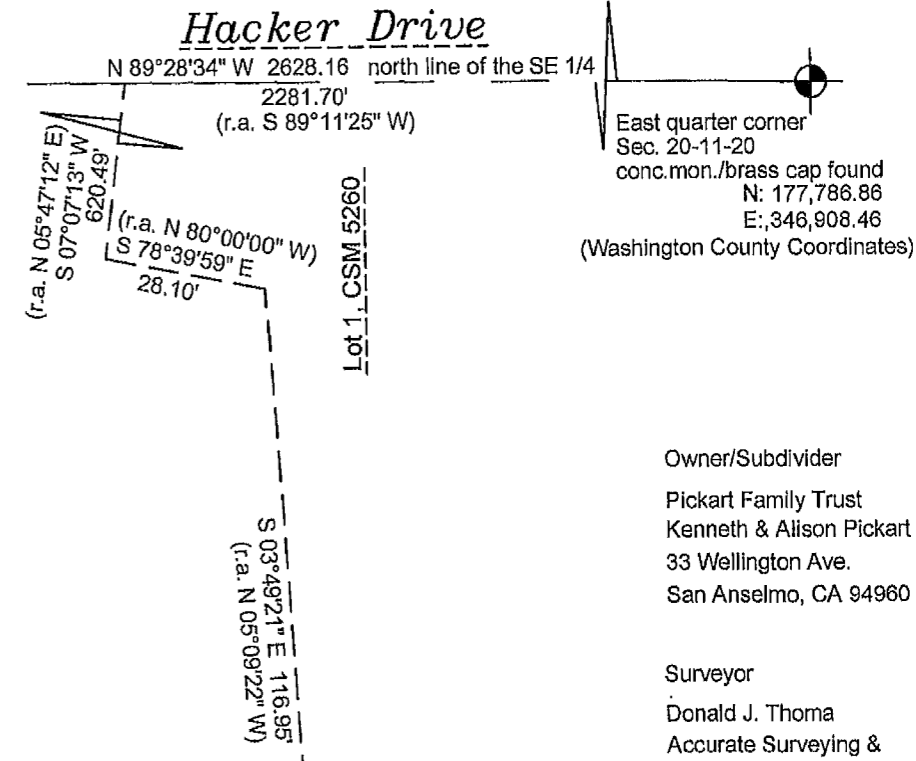 Hacker Drive
N 89°28'34" W 2628.16 north line of the SE 1/4
2281.70'
(r.a. S 89°11'25" W)
East quarter corner
Sec. 20-11-20
conc.mon./brass cap found
N: 177,786.86
E:,346,908.46
(Washington County Coordinates)
(r.a. N 05°47'12" E)
S 07°07'13" W
620.49'
(r.a. N 80°00'00" W)
S 78°39'59" E
28.10'
Lot 1, CSM 5260
S 03°49'21" E 116.95'
(r.a. N 05°09'22" W)
Owner/Subdivider
Pickart Family Trust
Kenneth & Alison Pickart
33 Wellington Ave.
San Anselmo, CA 94960
Surveyor
Donald J. Thoma
Accurate Surveying &